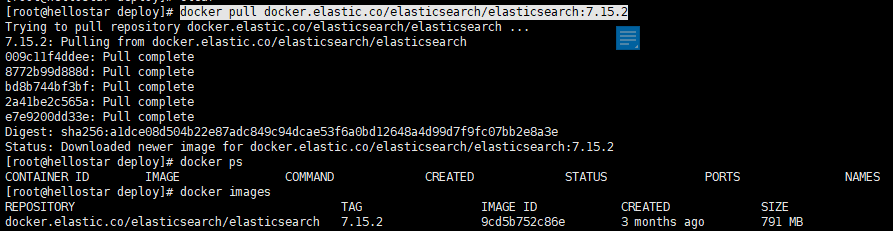 [root@hellostar deploy]# docker pull docker.elastic.co/elasticsearch/elasticsearch:7.15.2
Trying to pull repository docker.elastic.co/elasticsearch/elasticsearch ...
7.15.2: Pulling from docker.elastic.co/elasticsearch/elasticsearch
009c11f4ddee: Pull complete
8772b99d888d: Pull complete
bd8b744bf3bf: Pull complete
2a41be2c565a: Pull complete
e7e9200dd33e: Pull complete
Digest: sha256:a1dce08d504b22e87adc849c94dcae53f6a0bd12648a4d99d7f9fc07bb2e8a3e
Status: Downloaded newer image for docker.elastic.co/elasticsearch/elasticsearch:7.15.2
[root@hellostar deploy]# docker ps
CONTAINER ID IMAGE COMMAND CREATED STATUS PORTS NAMES
[root@hellostar deploy]# docker images
REPOSITORY TAG IMAGE ID CREATED SIZE
docker.elastic.co/elasticsearch/elasticsearch 7.15.2 9cd5b752c86e 3 months ago 791 MB